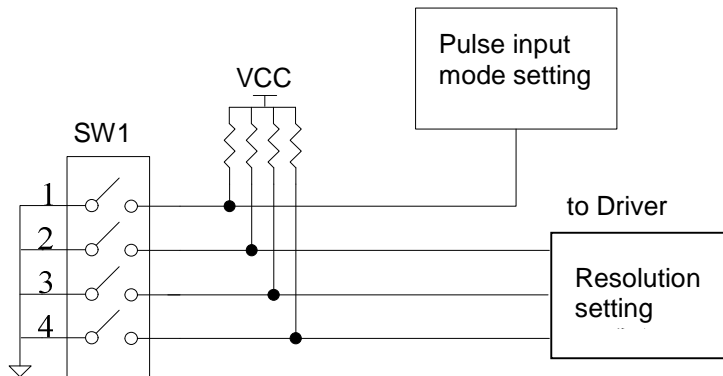 Pulse input
mode setting
VCC
SW1
1
2
3
4
to Driver
Resolution
setting